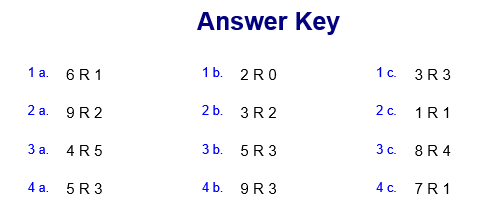 Answer Key
1 a. 6 R 1 1 b. 2 R 0 1 c. 3 R 3
2 a. 9 R 2 2 b. 3 R 2 2 c. 1 R 1
3 a. 4 R 5 3 b. 5 R 3 3 c. 8 R 4
4 a. 5 R 3 4 b. 9 R 3 4 c. 7 R 1